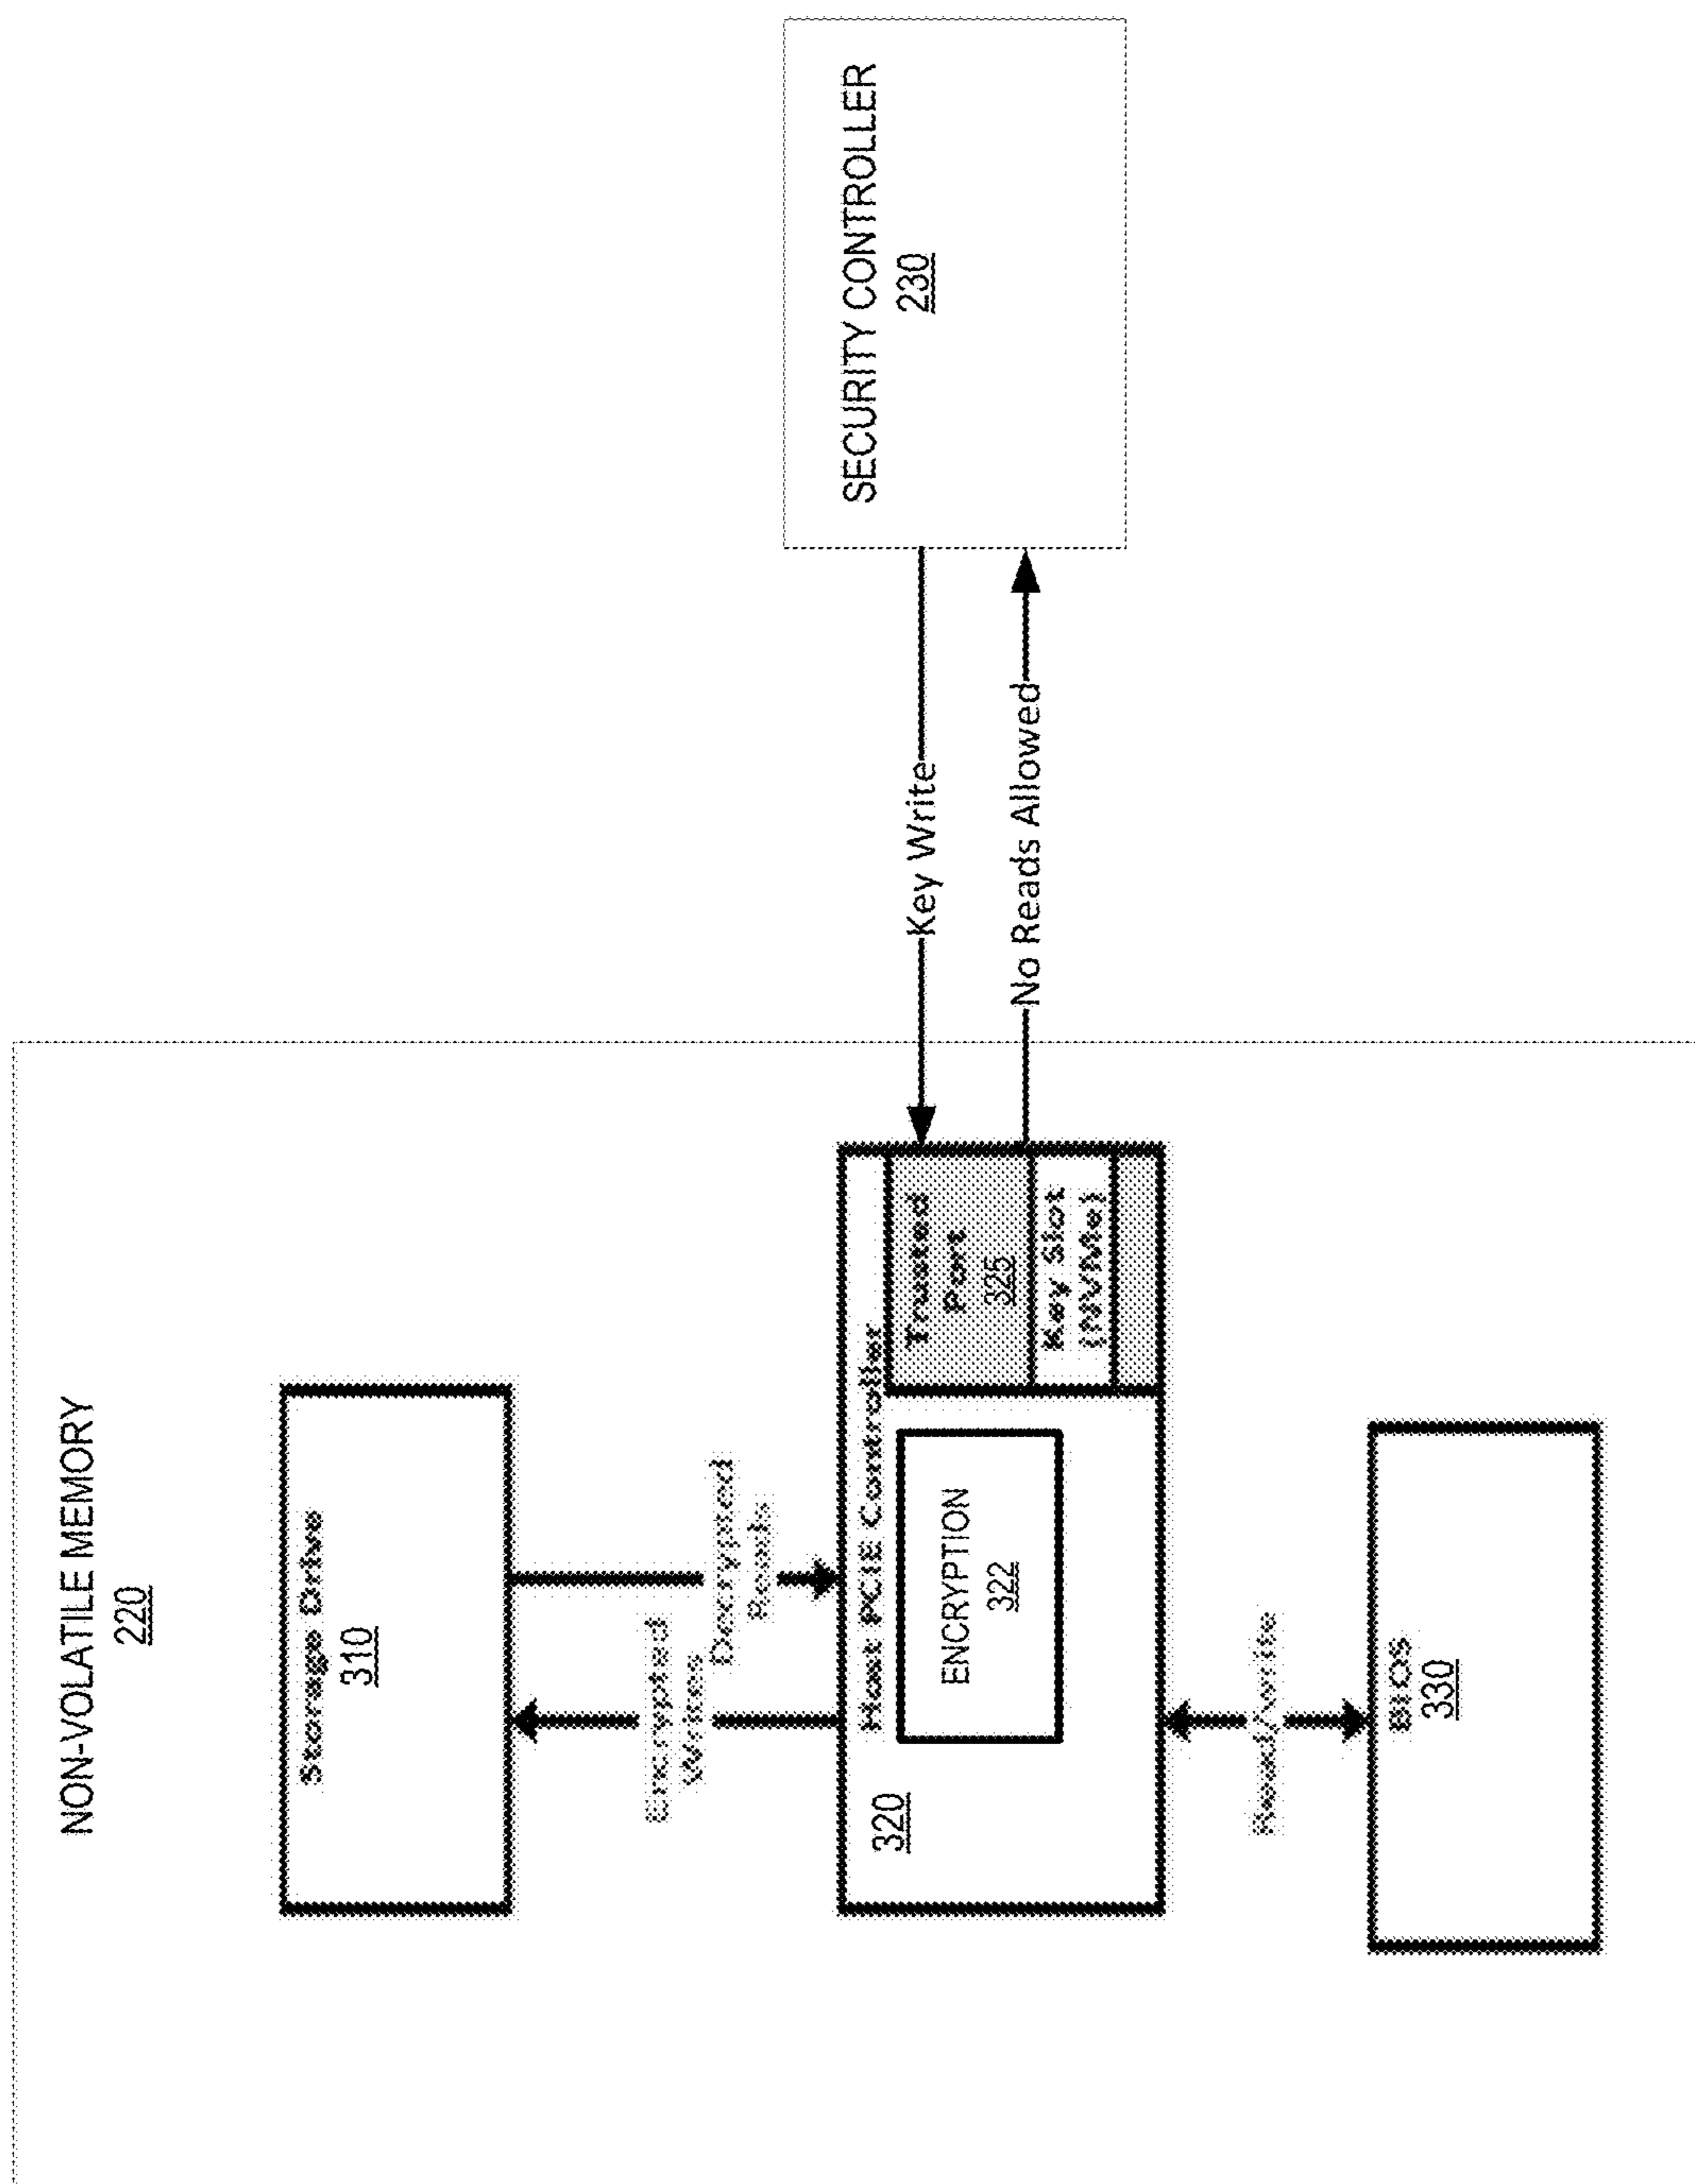 NON-VOLATILE MEMORY
220
Storage Drive
310
Encrypted
Writes
Decrypted
Reads
Host PCIE Controller
320
ENCRYPTION
322
Trusted
Port
325
Key Slot
(NVMe)
Read/write
BIOS
330
Key Write
No Reads Allowed
SECURITY CONTROLLER
230